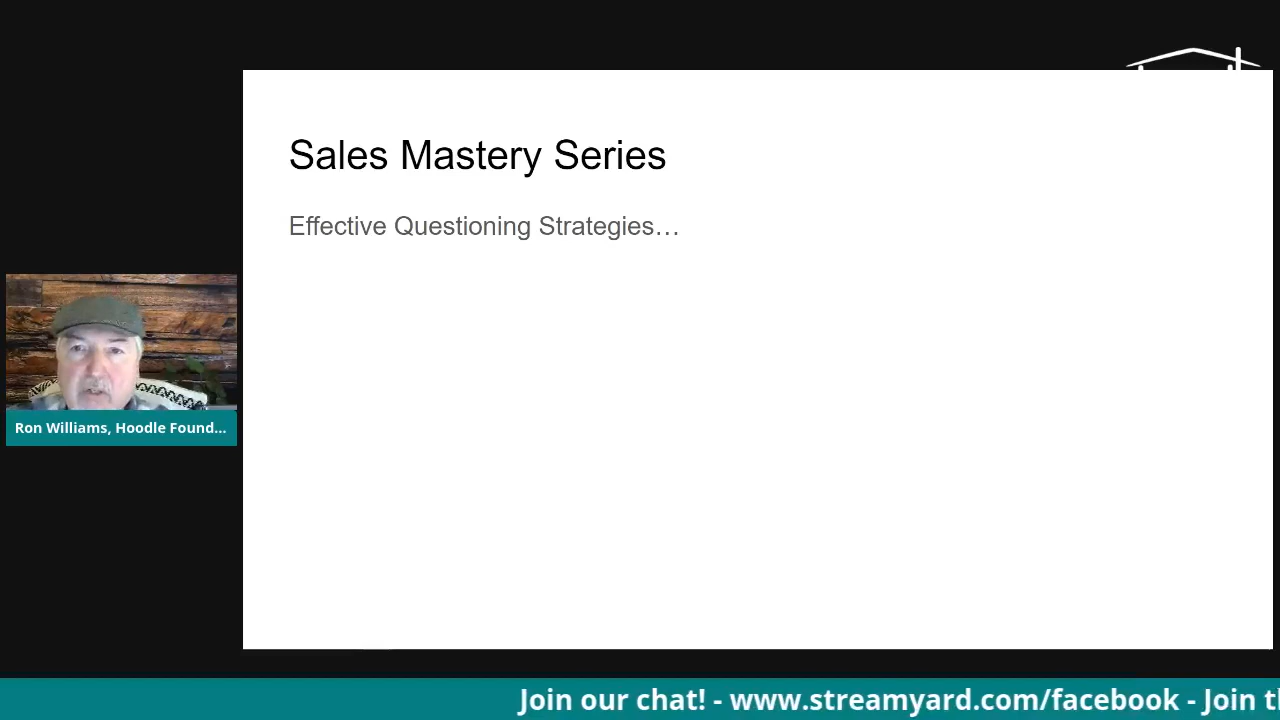 Sales Mastery Series
Effective Questioning Strategies…
Ron Williams, Hoodle Found...
Join our chat! - www.streamyard.com/facebook - Join